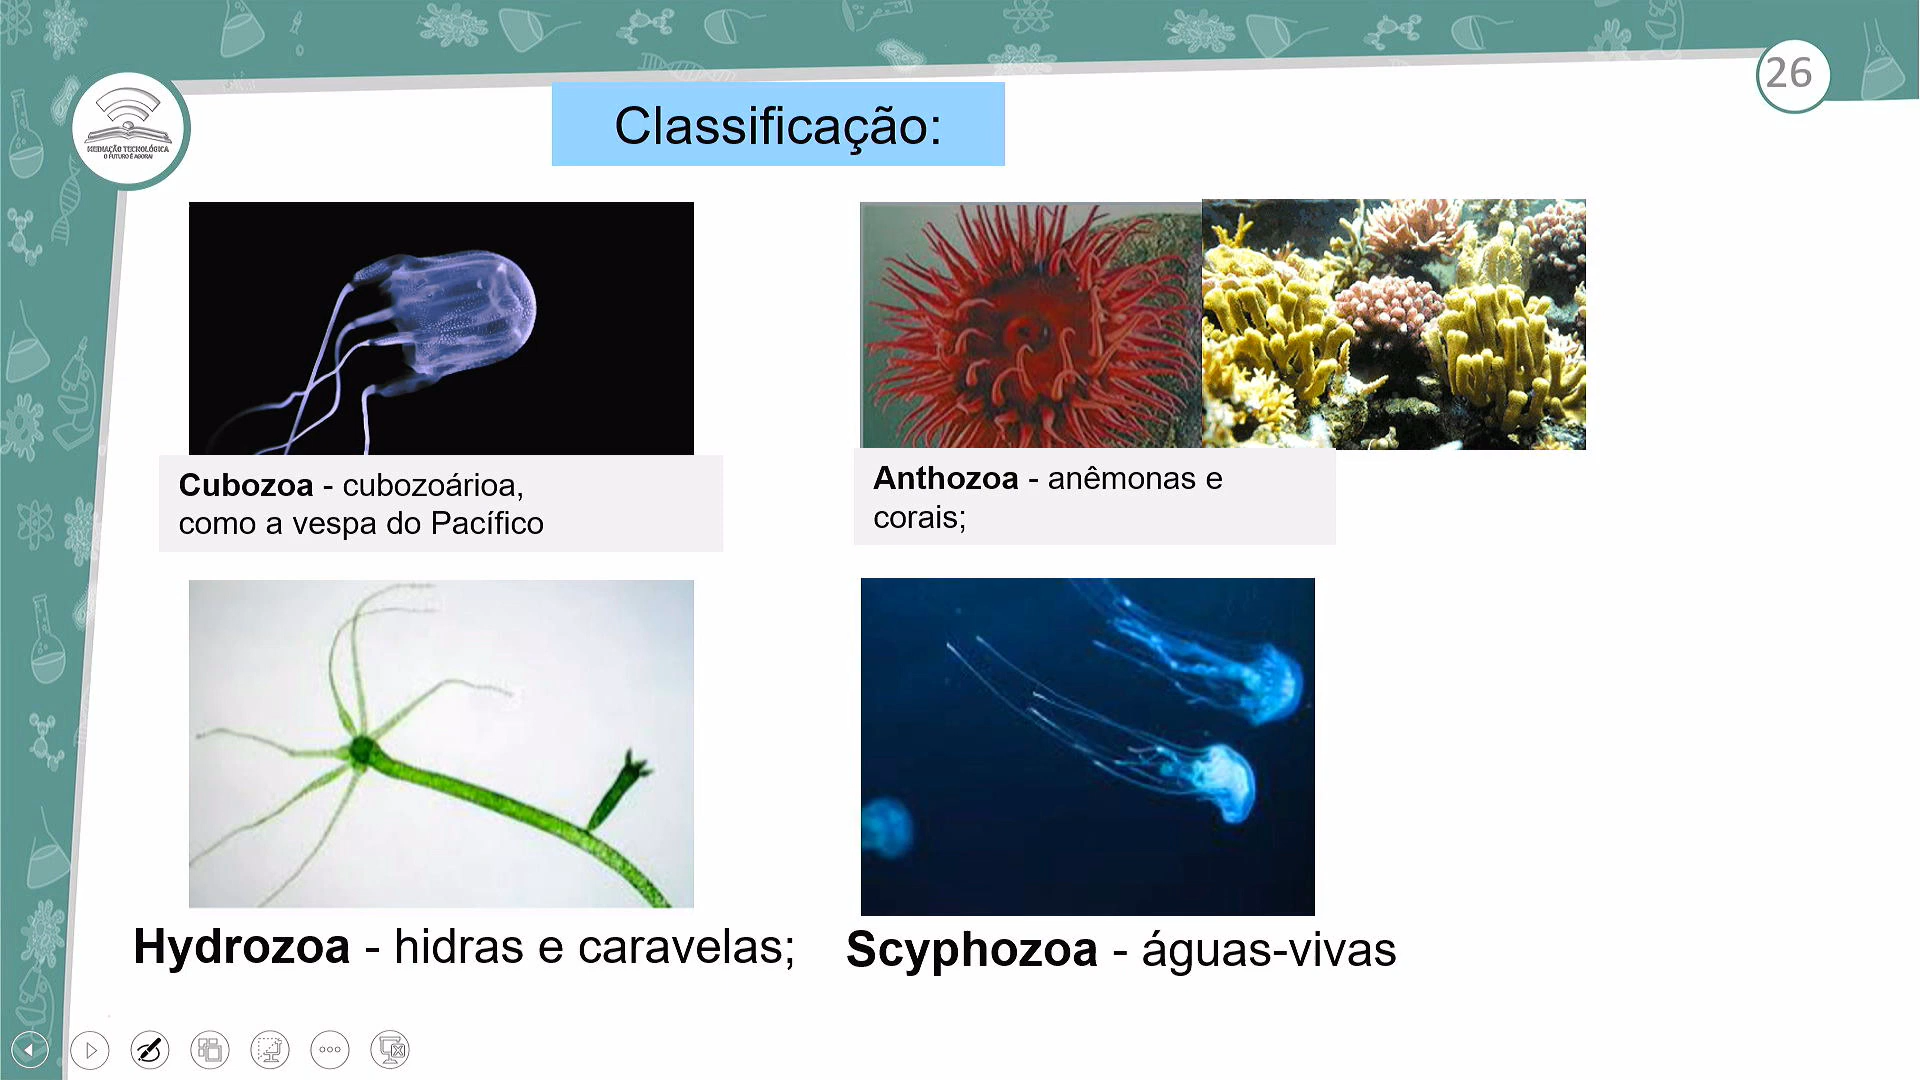 26
MEDIAÇÃO TECNOLÓGICA
O FUTURO É AGORA!
Classificação:
Cubozoa - cubozoárioa,
como a vespa do Pacífico
Anthozoa - anêmonas e
corais;
Hydrozoa - hidras e caravelas;
Scyphozoa - águas-vivas